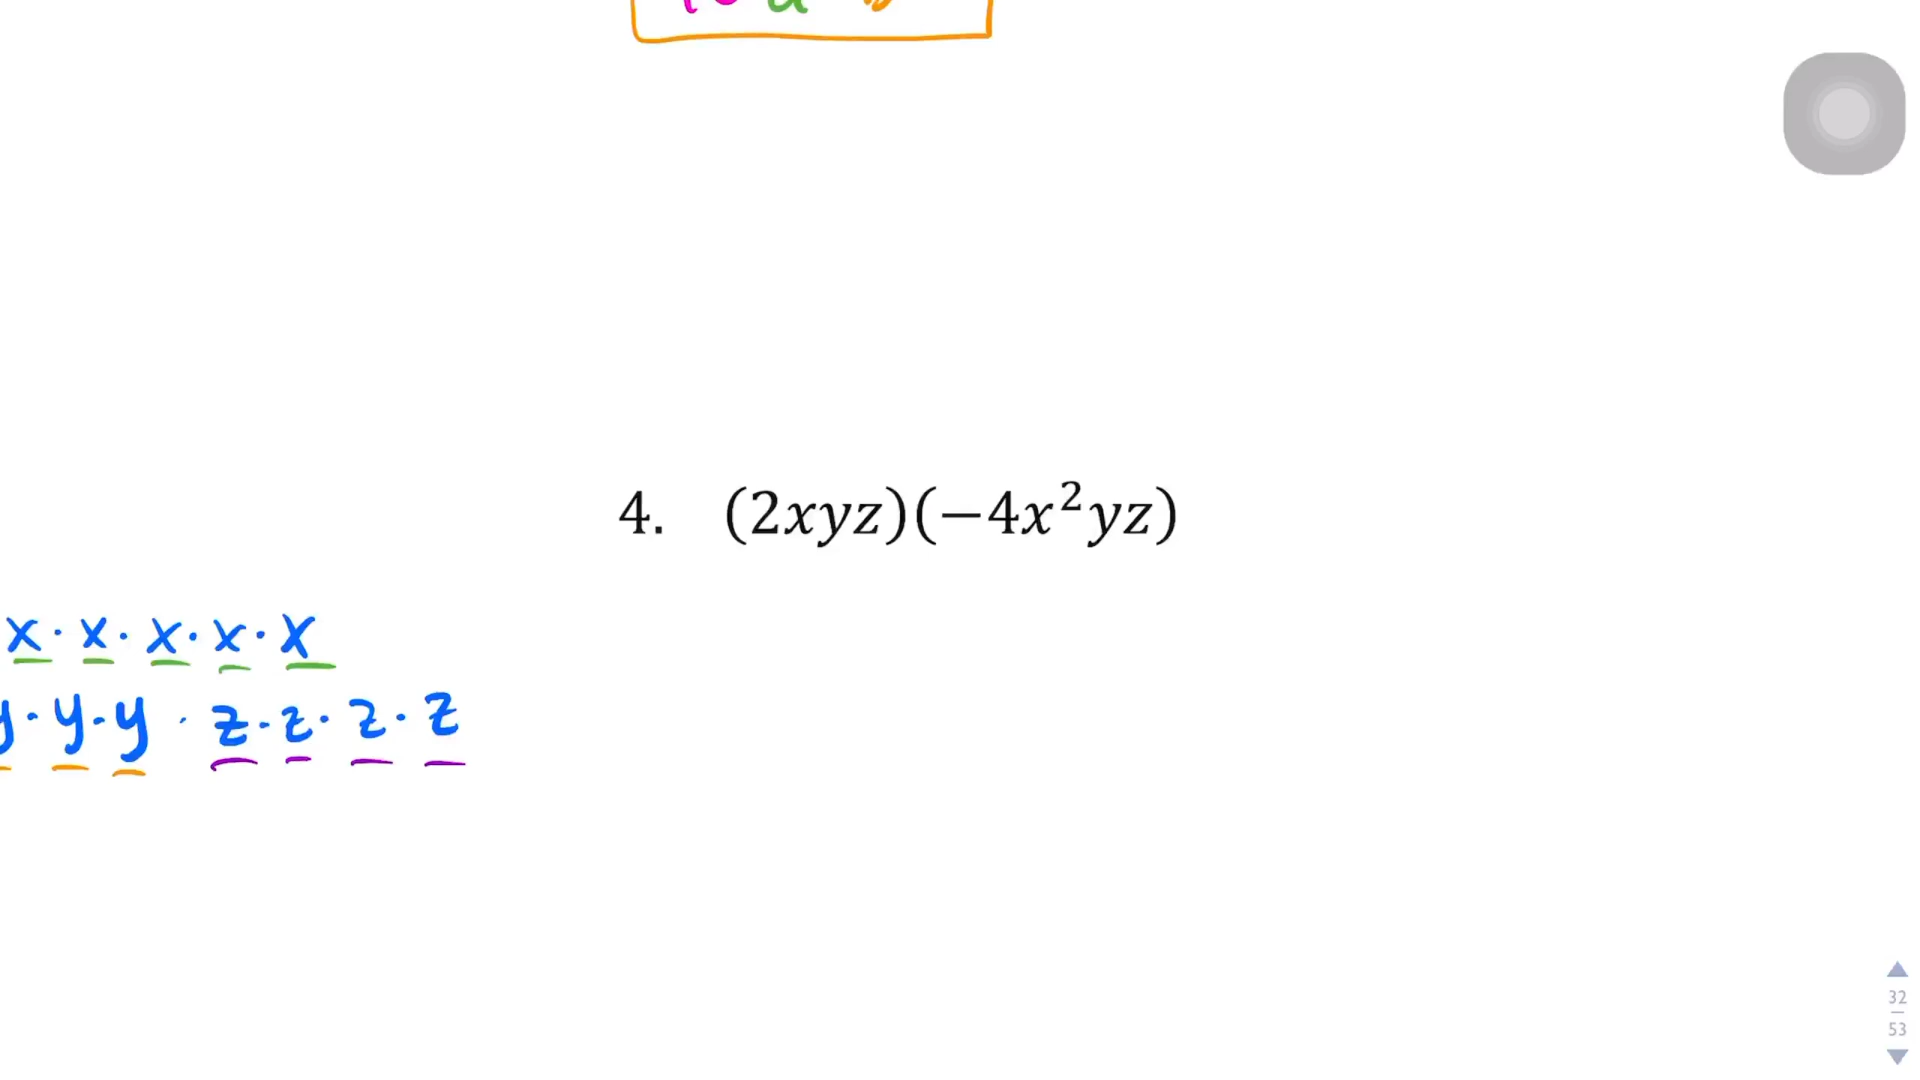 4. (2xyz)(−4x²yz)
x · x · x · x · x
y · y · y · z · z · z · z
32
53